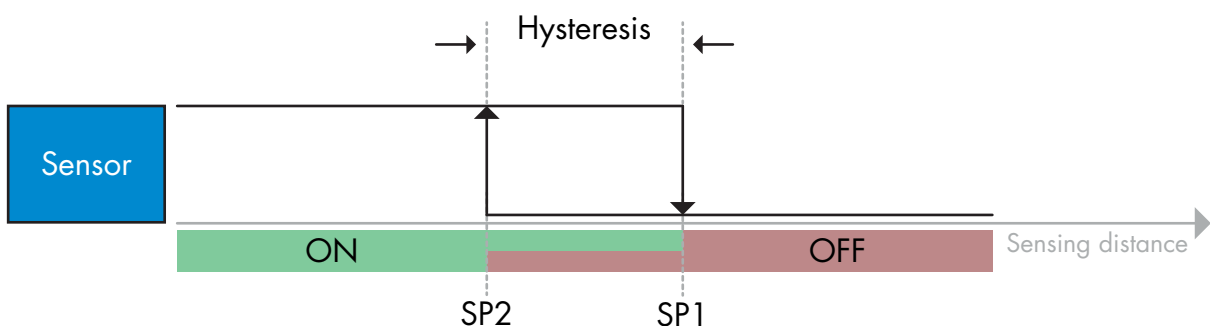 Hysteresis
Sensor
ON
OFF
Sensing distance
SP2
SP1